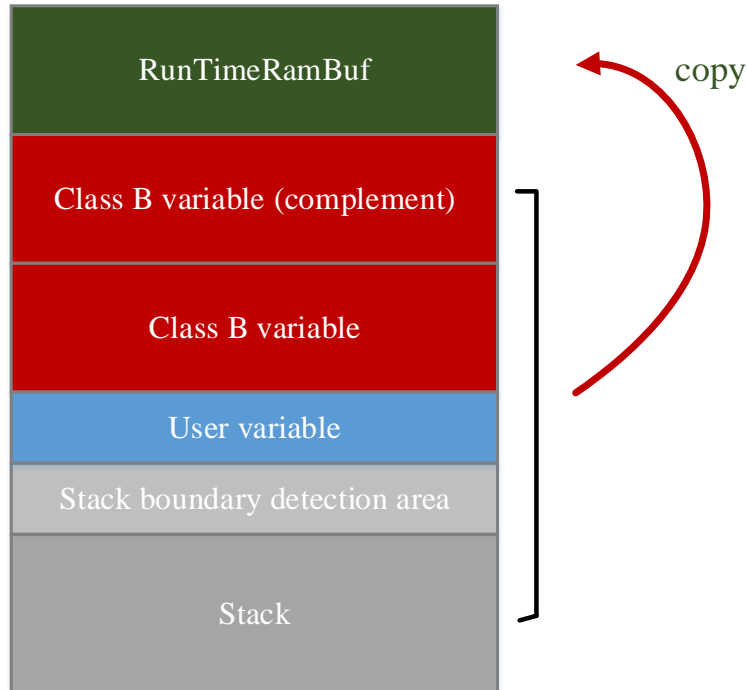 RunTimeRamBuf
copy
Class B variable (complement)
Class B variable
User variable
Stack boundary detection area
Stack